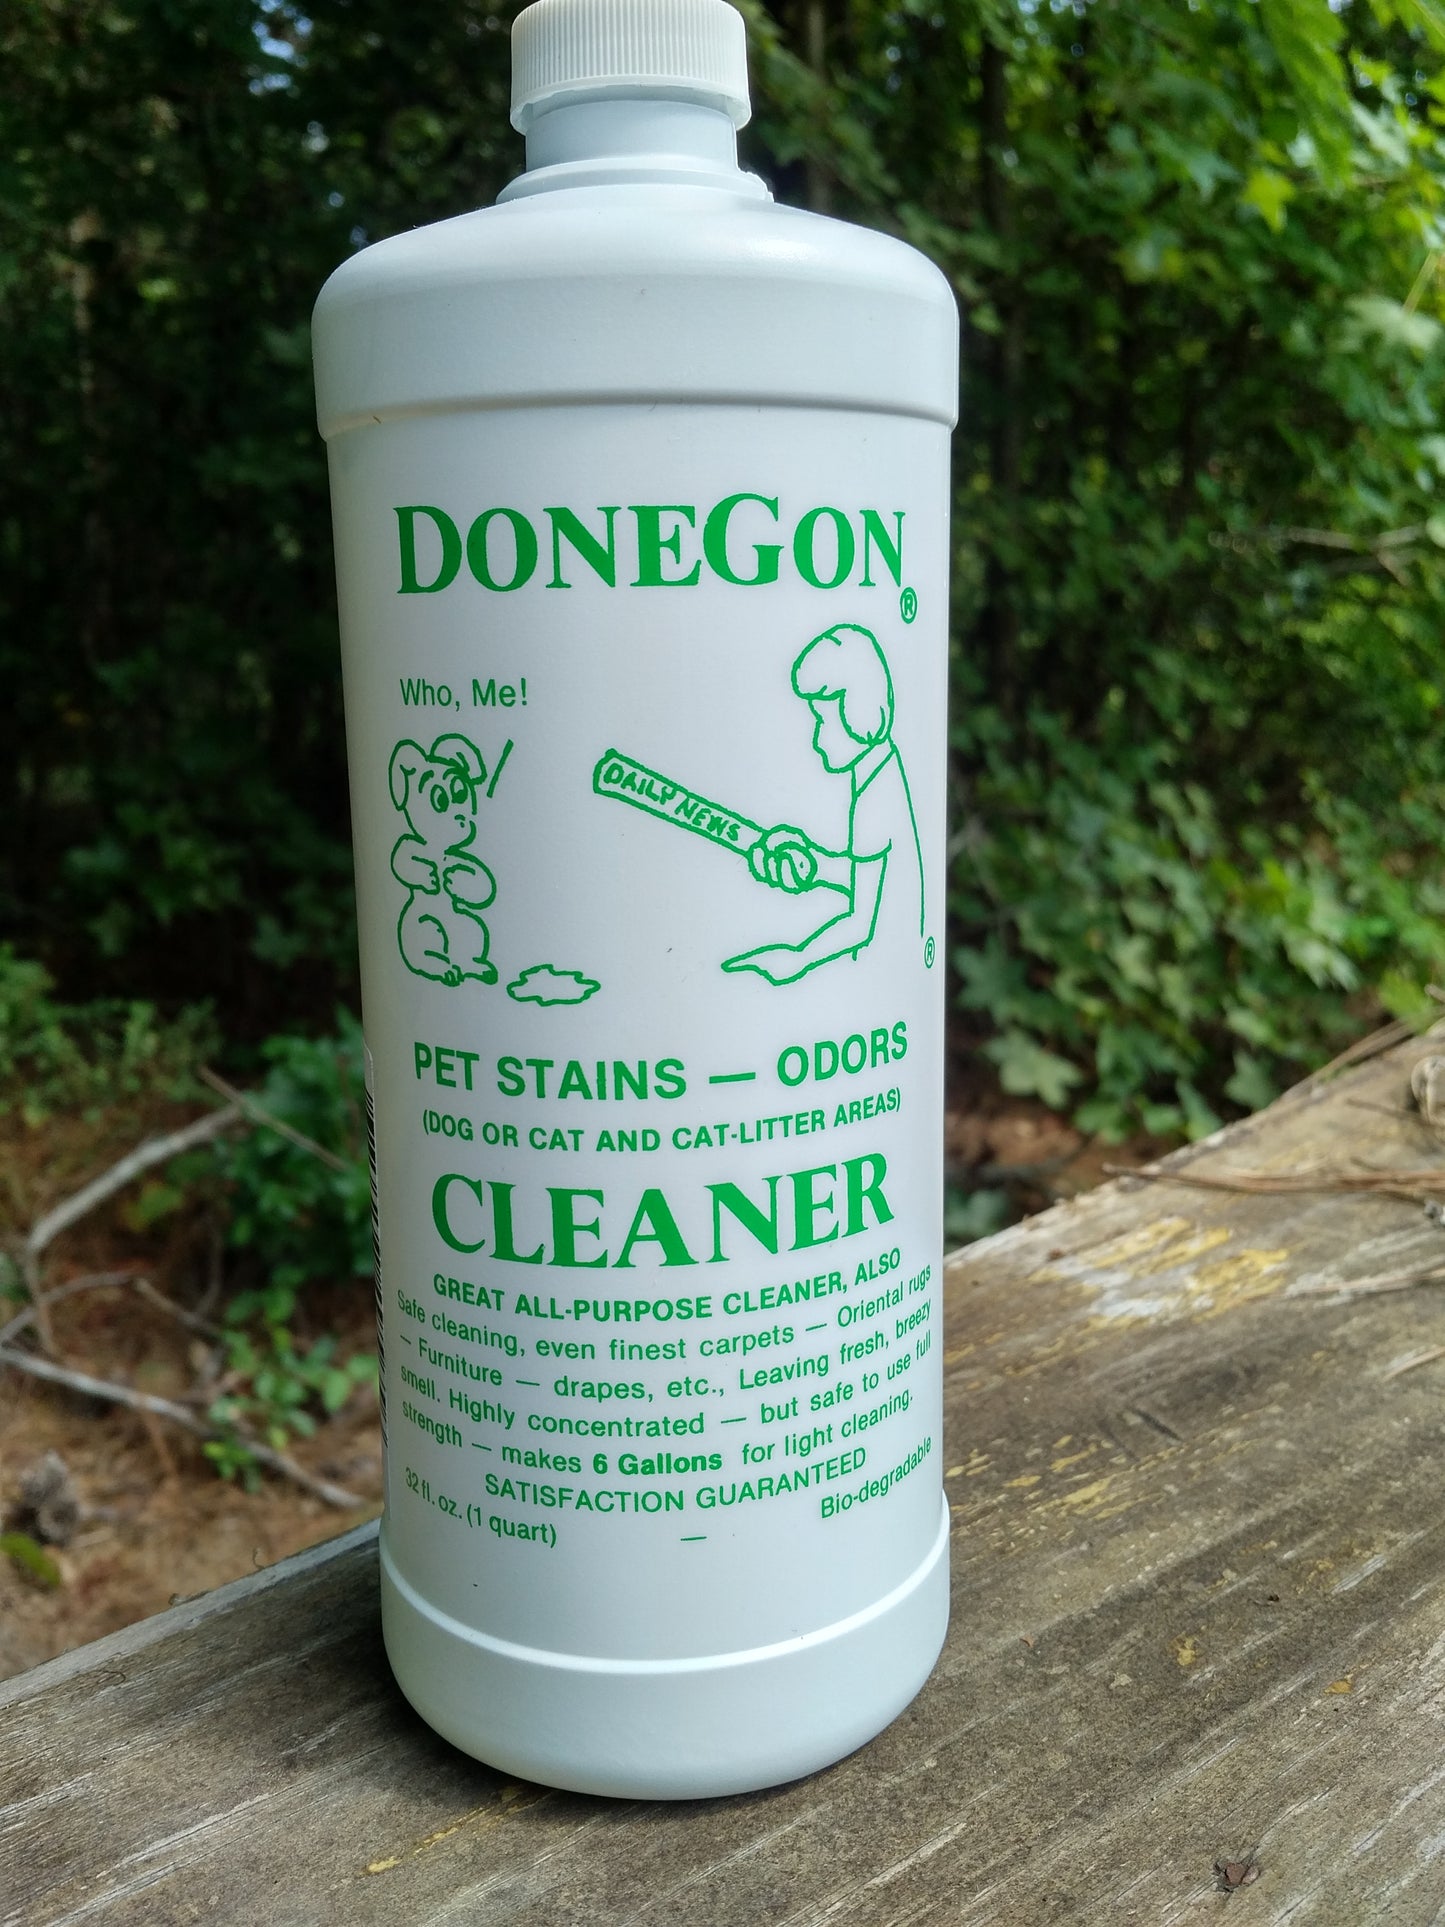 DONEGON
®
Who, Me!
DAILY NEWS
®
PET STAINS — ODORS
(DOG OR CAT AND CAT-LITTER AREAS)
CLEANER
GREAT ALL-PURPOSE CLEANER, ALSO
Safe cleaning, even finest carpets — Oriental rugs
— Furniture — drapes, etc., Leaving fresh, breezy
smell. Highly concentrated — but safe to use full
strength — makes 6 Gallons for light cleaning.
SATISFACTION GUARANTEED
32 fl. oz. (1 quart) — Bio-degradable